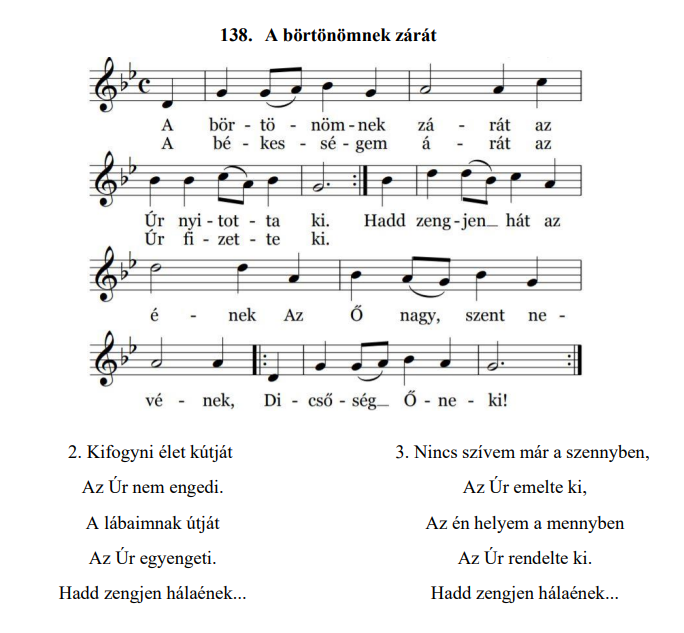 138. A börtönömnek zárát
A bör - tö - nöm - nek zá - rát az
A bé - kes - sé - gem á - rát az
Úr nyi - tot - ta ki. Hadd zeng - jen hát az
Úr fi - zet - te ki.
é - nek Az Ő nagy, szent ne -
vé - nek, Di - cső - ség Ő - ne - ki!
2. Kifogyni élet kútját
Az Úr nem engedi.
A lábaimnak útját
Az Úr egyengeti.
Hadd zengjen hálaének...
3. Nincs szívem már a szennyben,
Az Úr emelte ki,
Az én helyem a mennyben
Az Úr rendelte ki.
Hadd zengjen hálaének...